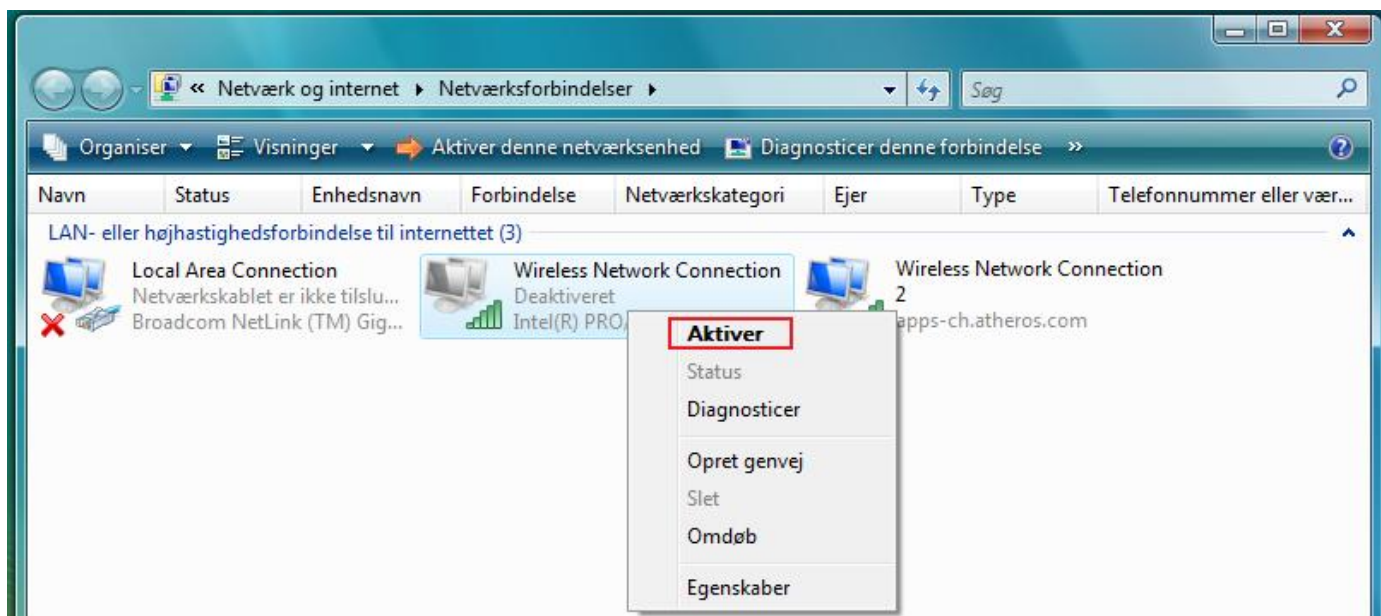 « Netværk og internet Netværksforbindelser Søg
Organiser Visninger Aktiver denne netværksenhed Diagnosticer denne forbindelse »
Navn Status Enhedsnavn Forbindelse Netværkskategori Ejer Type Telefonnummer eller vær...
LAN- eller højhastighedsforbindelse til internettet (3)
Local Area Connection
Netværkskablet er ikke tilslu...
Broadcom NetLink (TM) Gig...
Wireless Network Connection
Deaktiveret
Intel(R) PRO/
Wireless Network Connection
2
apps-ch.atheros.com
Aktiver
Status
Diagnosticer
Opret genvej
Slet
Omdøb
Egenskaber